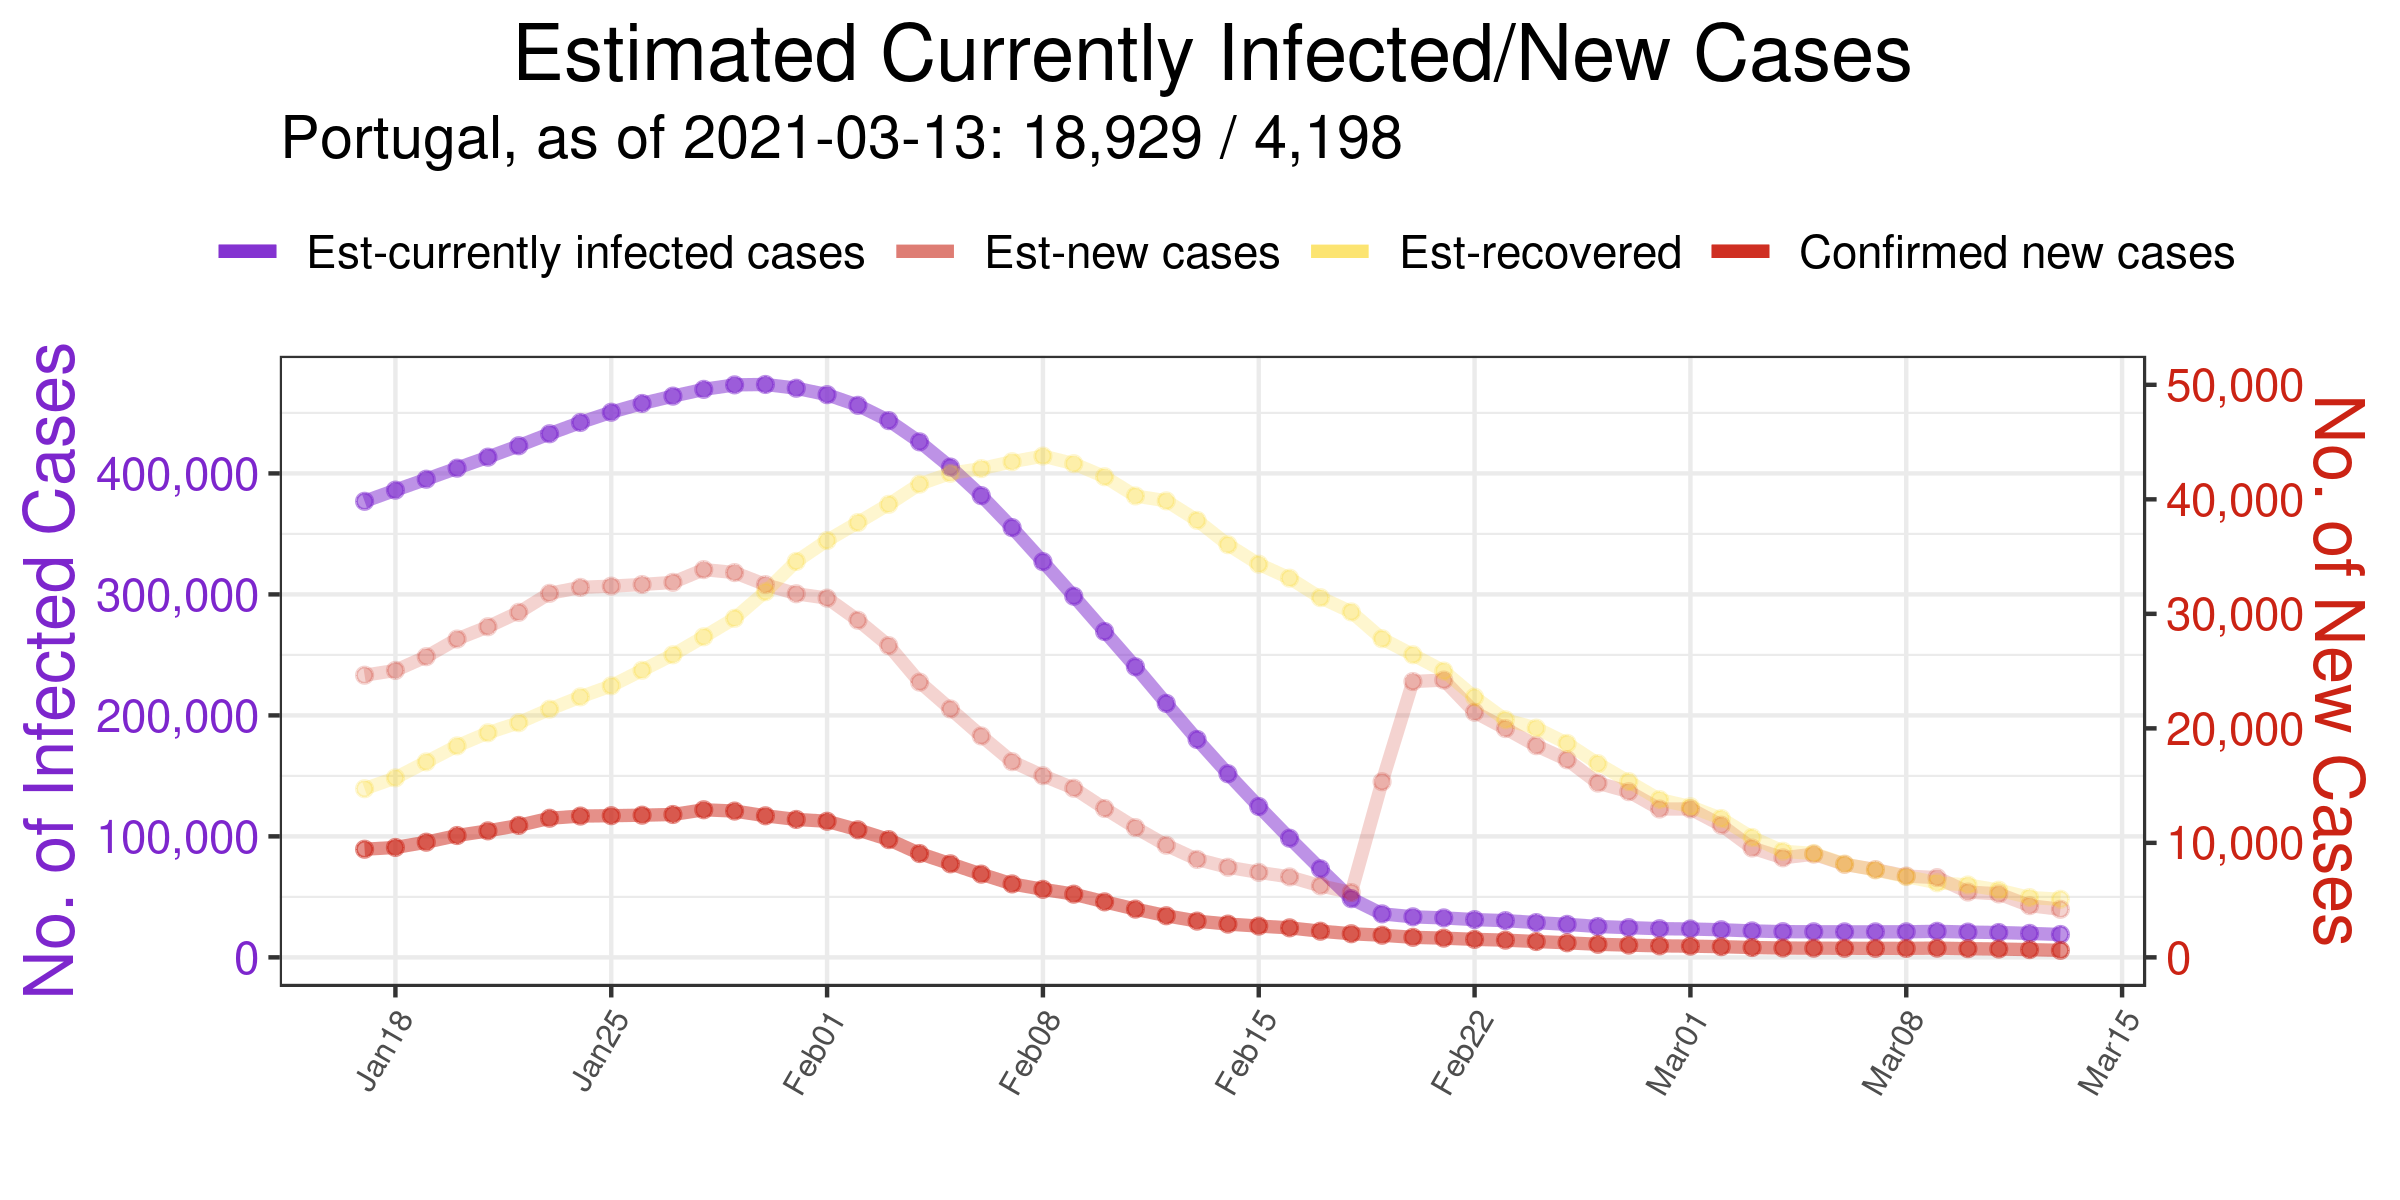 Estimated Currently Infected/New Cases
Portugal, as of 2021-03-13: 18,929 / 4,198
Est-currently infected cases Est-new cases Est-recovered Confirmed new cases
No. of Infected Cases
400,000
300,000
200,000
100,000
0
50,000
40,000
30,000
20,000
10,000
0
No. of New Cases
Jan18 Jan25 Feb01 Feb08 Feb15 Feb22 Mar01 Mar08 Mar15